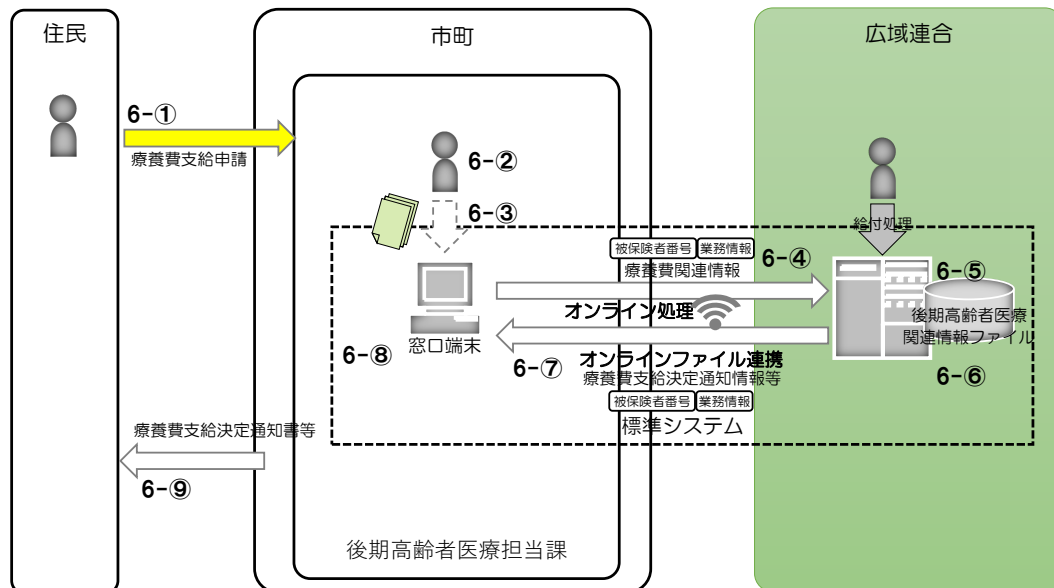 住民
市町
広域連合
6-①
療養費支給申請
6-②
6-③
給付処理
被保険者番号 業務情報
療養費関連情報
6-④
6-⑤
オンライン処理
後期高齢者医療
関連情報ファイル
窓口端末
6-⑧
6-⑦
オンラインファイル連携
療養費支給決定通知情報等
6-⑥
被保険者番号 業務情報
標準システム
療養費支給決定通知書等
6-⑨
後期高齢者医療担当課